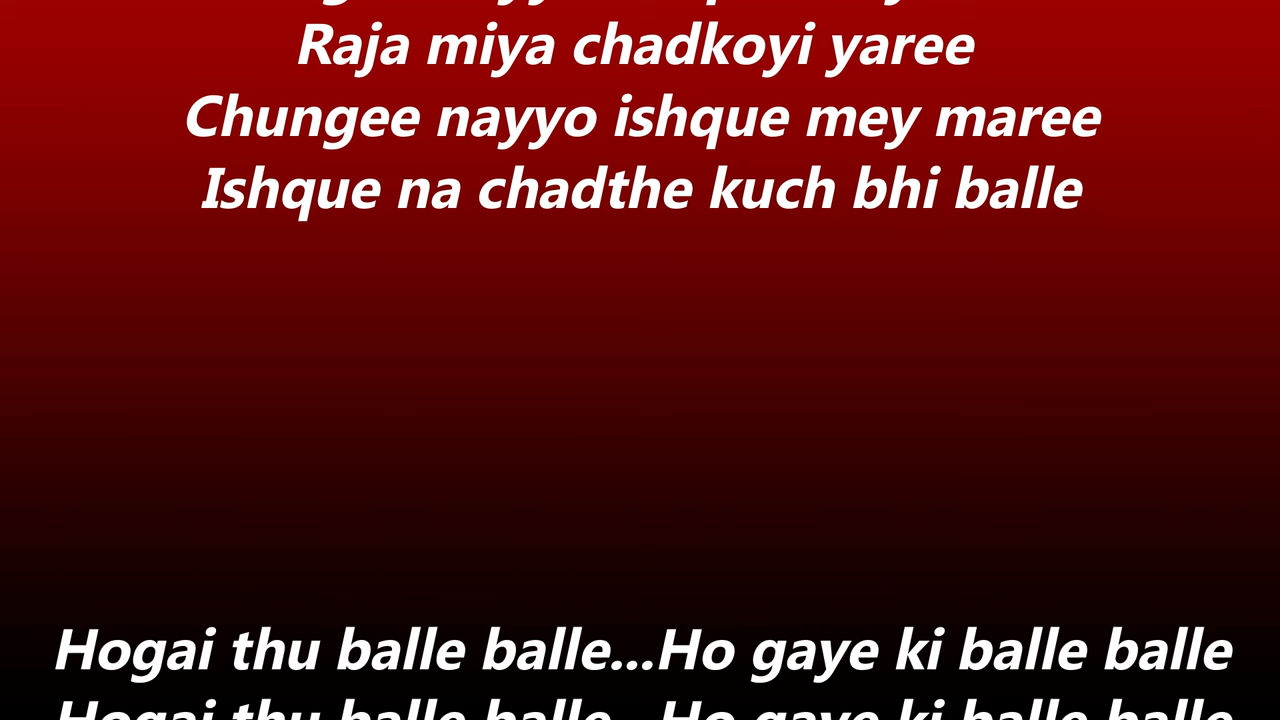 Raja miya chadkoyi yaree
Chungee nayyo ishque mey maree
Ishque na chadthe kuch bhi balle
Hogai thu balle balle...Ho gaye ki balle balle
Hogai thu balle balle...Ho gaye ki balle balle